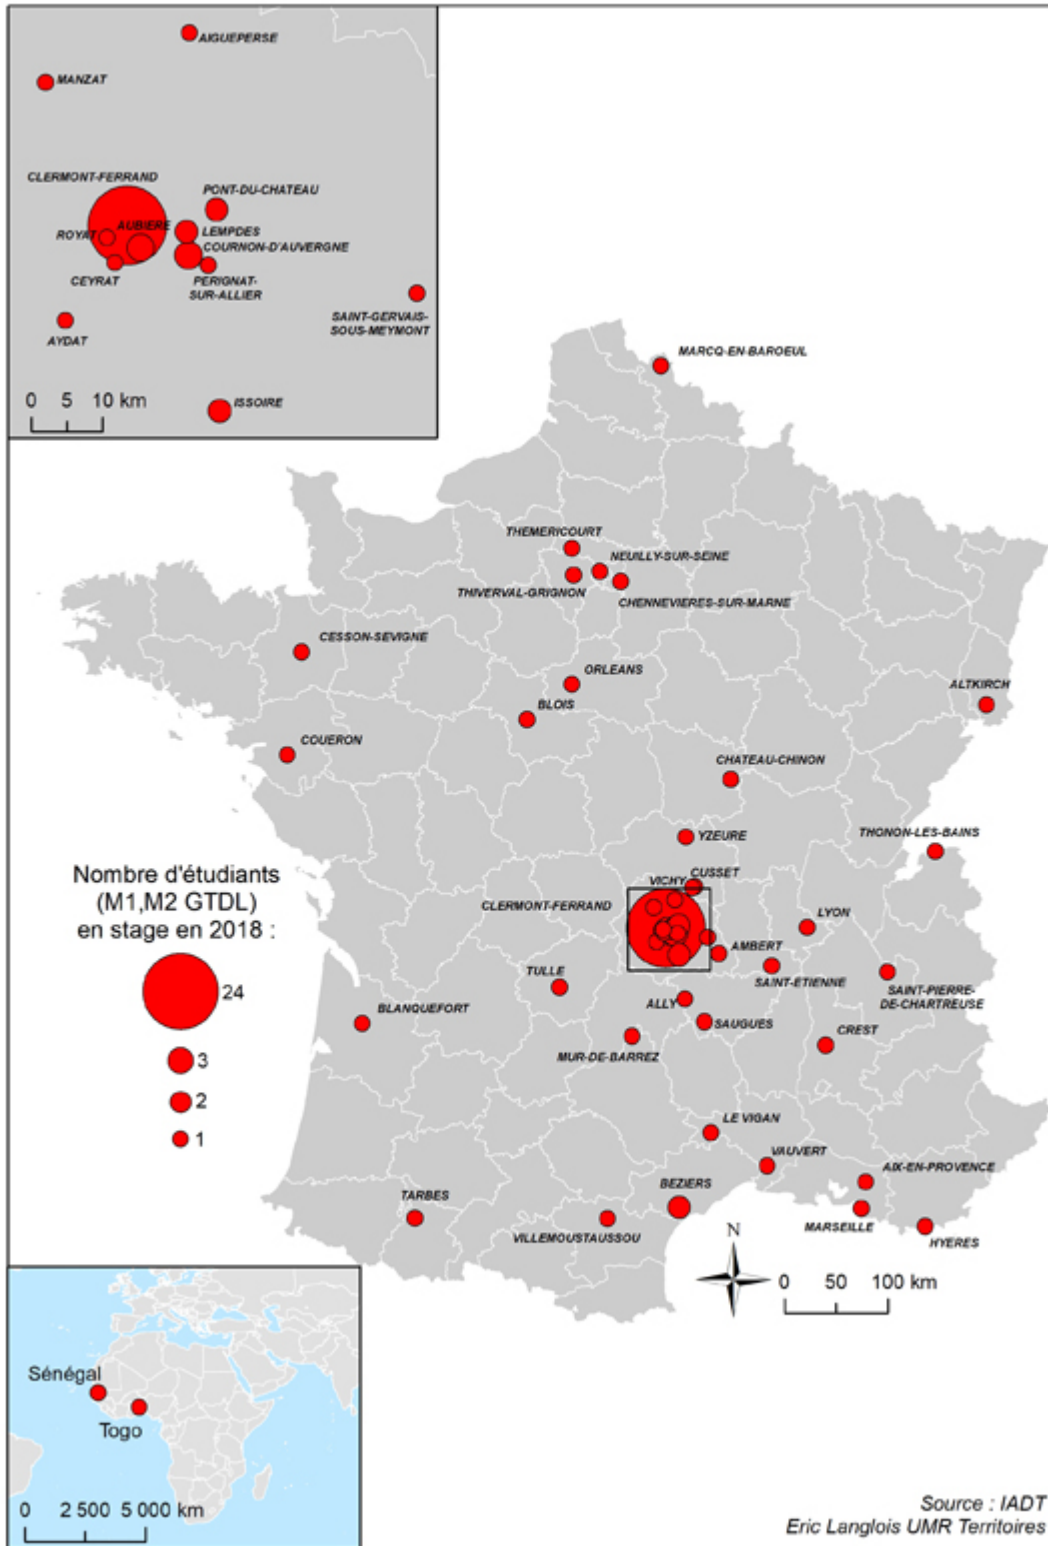 AIGUEPERSE
MANZAT
CLERMONT-FERRAND
PONT-DU-CHATEAU
AUBIERE
LEMPDES
ROYAT
COURNON-D'AUVERGNE
CEYRAT
PERIGNAT-
SUR-ALLIER
SAINT-GERVAIS-
SOUS-MEYMONT
AYDAT
ISSOIRE
0 5 10 km
MARCQ-EN-BAROEUL
THEMERICOURT
NEUILLY-SUR-SEINE
THIVERVAL-GRIGNON
CHENNEVIERES-SUR-MARNE
CESSON-SEVIGNE
ORLEANS
ALTKIRCH
BLOIS
COUERON
CHATEAU-CHINON
YZEURE
THONON-LES-BAINS
Nombre d'étudiants
(M1,M2 GTDL)
en stage en 2018 :
24
3
2
1
CUSSET
VICHY
CLERMONT-FERRAND
LYON
AMBERT
SAINT-ETIENNE
TULLE
SAINT-PIERRE-
DE-CHARTREUSE
ALLY
BLANQUEFORT
SAUGUES
CREST
MUR-DE-BARREZ
LE VIGAN
VAUVERT
AIX-EN-PROVENCE
BEZIERS
TARBES
MARSEILLE
VILLEMOUSTAUSSOU
HYERES
N
0 50 100 km
Sénégal
Togo
0 2 500 5 000 km
Source : IADT
Eric Langlois UMR Territoires